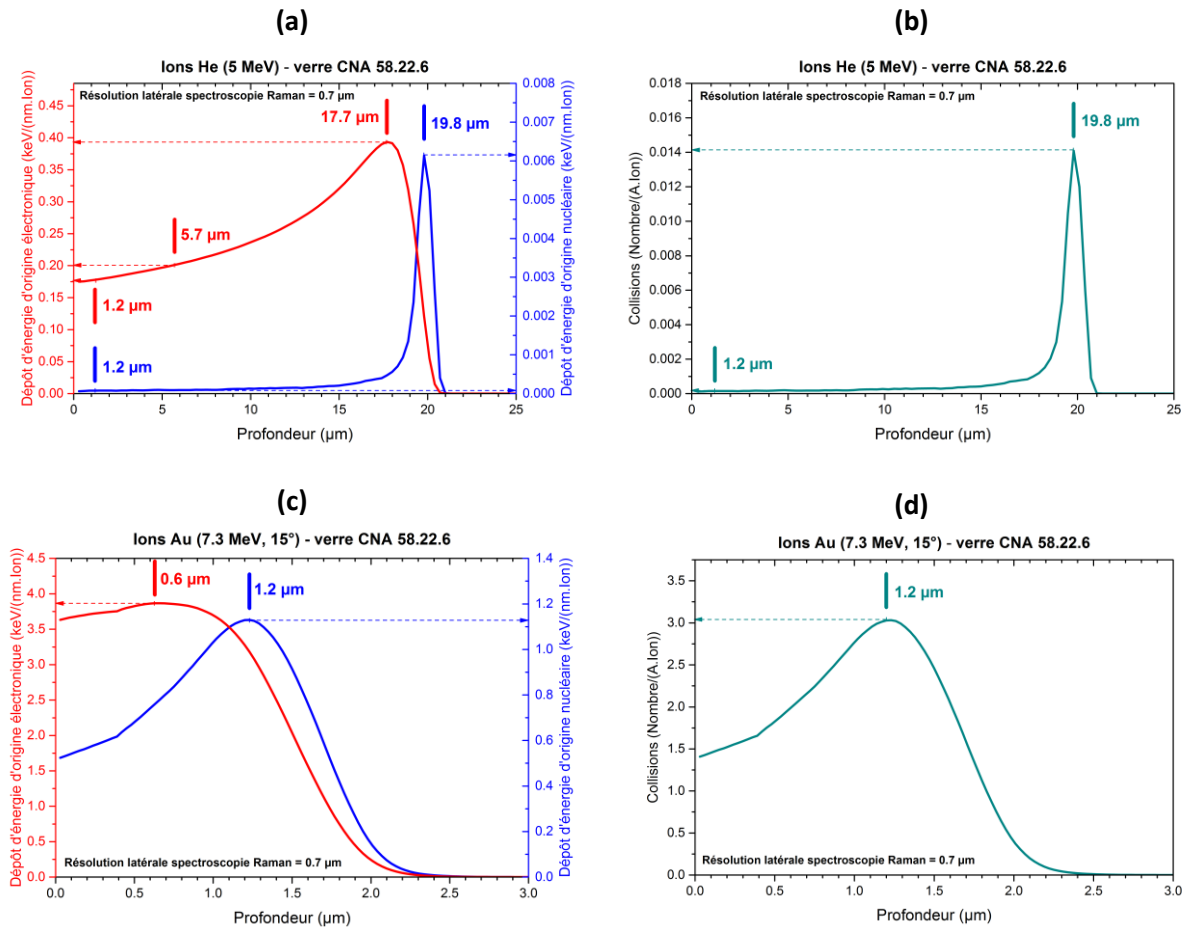 (a)
Ions He (5 MeV) - verre CNA 58.22.6
Résolution latérale spectroscopie Raman = 0.7 µm
Dépôt d'énergie d'origine électronique (keV/(nm.Ion))
0.45
0.40
0.35
0.30
0.25
0.20
0.15
0.10
0.05
0.00
17.7 µm
19.8 µm
5.7 µm
1.2 µm
1.2 µm
0.008
0.007
0.006
0.005
0.004
0.003
0.002
0.001
0.000
Dépôt d'énergie d'origine nucléaire (keV/(nm.Ion))
0 5 10 15 20 25
Profondeur (µm)
(b)
Ions He (5 MeV) - verre CNA 58.22.6
Résolution latérale spectroscopie Raman = 0.7 µm
Collisions (Nombre/(A.Ion))
0.018
0.016
0.014
0.012
0.010
0.008
0.006
0.004
0.002
0.000
19.8 µm
1.2 µm
0 5 10 15 20 25
Profondeur (µm)
(c)
Ions Au (7.3 MeV, 15°) - verre CNA 58.22.6
Dépôt d'énergie d'origine électronique (keV/(nm.Ion))
4.5
4.0
3.5
3.0
2.5
2.0
1.5
1.0
0.5
0.0
0.6 µm
1.2 µm
1.4
1.2
1.0
0.8
0.6
0.4
0.2
0.0
Dépôt d'énergie d'origine nucléaire (keV/(nm.Ion))
Résolution latérale spectroscopie Raman = 0.7 µm
0.0 0.5 1.0 1.5 2.0 2.5 3.0
Profondeur (µm)
(d)
Ions Au (7.3 MeV, 15°) - verre CNA 58.22.6
Collisions (Nombre/(A.Ion))
3.5
3.0
2.5
2.0
1.5
1.0
0.5
0.0
1.2 µm
Résolution latérale spectroscopie Raman = 0.7 µm
0.0 0.5 1.0 1.5 2.0 2.5 3.0
Profondeur (µm)